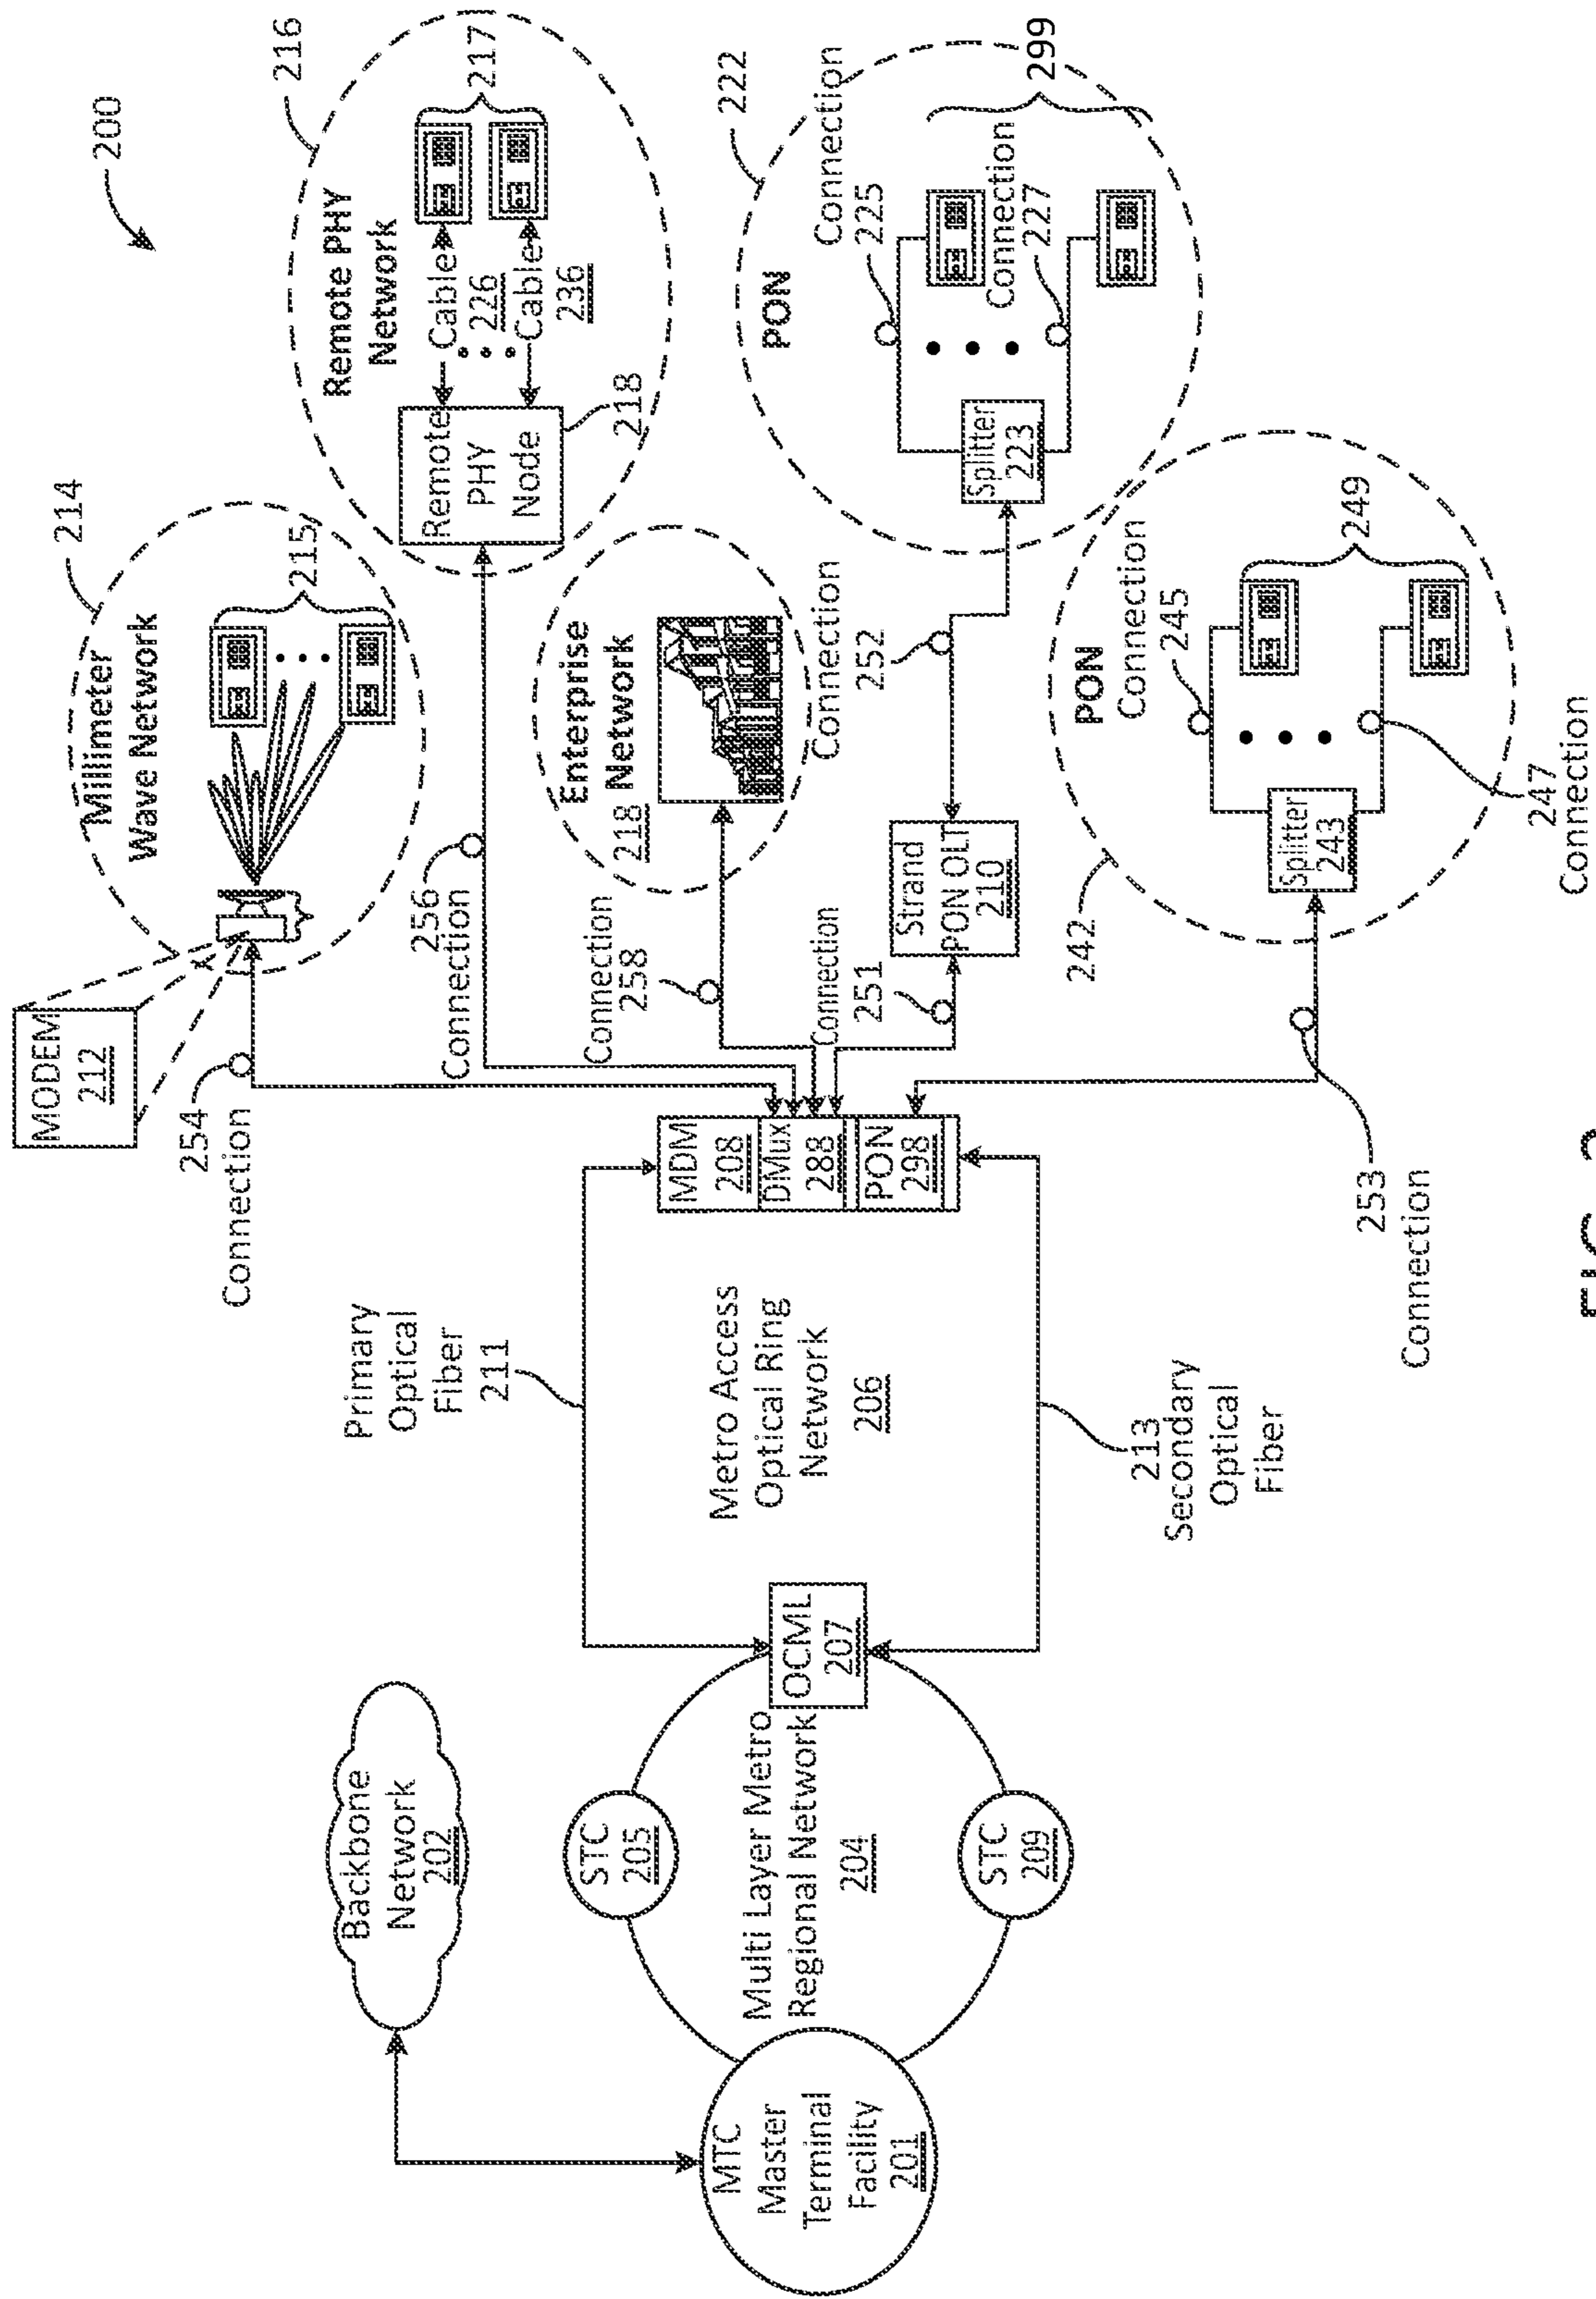 200
Backbone
Network
202
MTC
Master
Terminal
Facility
201
STC
205
Multi Layer Metro
Regional Network
204
STC
209
OCML
207
Primary
Optical
Fiber
211
Metro Access
Optical Ring
Network
206
213
Secondary
Optical
Fiber
MDM
208
DMux
288
PON
298
MODEM
212
254
Connection
Millimeter
Wave Network
214
215
256
Connection
Remote PHY
Network
216
Remote
PHY
Node
218
Cable
226
Cable
236
217
Connection
258
Enterprise
Network
218
Connection
251
Strand
PON OLT
210
Connection
252
PON
222
Splitter
223
Connection
225
Connection
227
299
253
Connection
PON
242
Splitter
243
Connection
245
247
Connection
249